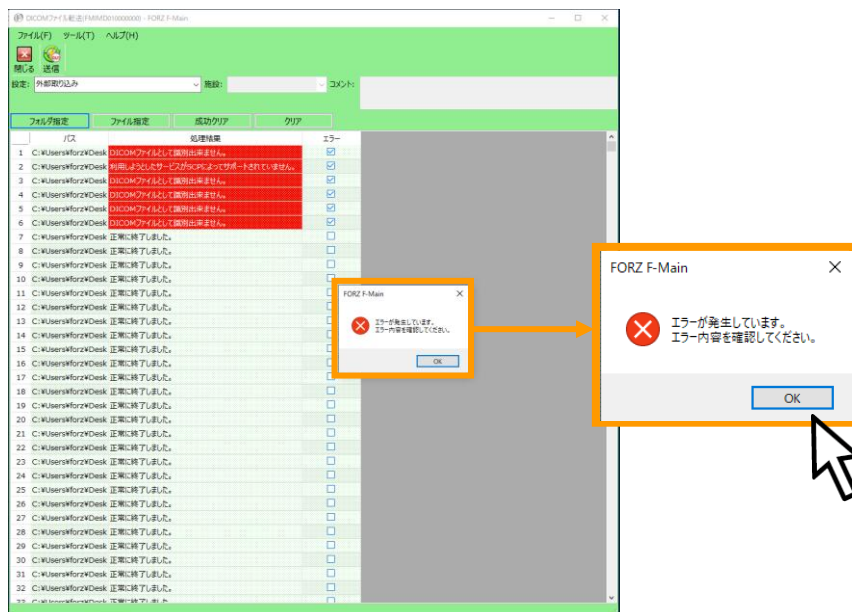 DICOMファイル転送(FMIMD010000000) - FORZ F-Main
ファイル(F) ツール(T) ヘルプ(H)
閉じる 送信
設定: 外部取り込み 施設: コメント:
フォルダ指定 ファイル指定 成功クリア クリア
パス 処理結果 エラー
1 C:¥Users¥forz¥Desk DICOMファイルとして識別出来ません。
2 C:¥Users¥forz¥Desk 利用しようとしたサービスがSCPによってサポートされていません。
3 C:¥Users¥forz¥Desk DICOMファイルとして識別出来ません。
4 C:¥Users¥forz¥Desk DICOMファイルとして識別出来ません。
5 C:¥Users¥forz¥Desk DICOMファイルとして識別出来ません。
6 C:¥Users¥forz¥Desk DICOMファイルとして識別出来ません。
7 C:¥Users¥forz¥Desk 正常に終了しました。
8 C:¥Users¥forz¥Desk 正常に終了しました。
9 C:¥Users¥forz¥Desk 正常に終了しました。
10 C:¥Users¥forz¥Desk 正常に終了しました。
11 C:¥Users¥forz¥Desk 正常に終了しました。
12 C:¥Users¥forz¥Desk 正常に終了しました。
13 C:¥Users¥forz¥Desk 正常に終了しました。
14 C:¥Users¥forz¥Desk 正常に終了しました。
15 C:¥Users¥forz¥Desk 正常に終了しました。
16 C:¥Users¥forz¥Desk 正常に終了しました。
17 C:¥Users¥forz¥Desk 正常に終了しました。
18 C:¥Users¥forz¥Desk 正常に終了しました。
19 C:¥Users¥forz¥Desk 正常に終了しました。
20 C:¥Users¥forz¥Desk 正常に終了しました。
21 C:¥Users¥forz¥Desk 正常に終了しました。
22 C:¥Users¥forz¥Desk 正常に終了しました。
23 C:¥Users¥forz¥Desk 正常に終了しました。
24 C:¥Users¥forz¥Desk 正常に終了しました。
25 C:¥Users¥forz¥Desk 正常に終了しました。
26 C:¥Users¥forz¥Desk 正常に終了しました。
27 C:¥Users¥forz¥Desk 正常に終了しました。
28 C:¥Users¥forz¥Desk 正常に終了しました。
29 C:¥Users¥forz¥Desk 正常に終了しました。
30 C:¥Users¥forz¥Desk 正常に終了しました。
31 C:¥Users¥forz¥Desk 正常に終了しました。
32 C:¥Users¥forz¥Desk 正常に終了しました。
FORZ F-Main
エラーが発生しています。
エラー内容を確認してください。
OK
FORZ F-Main
エラーが発生しています。
エラー内容を確認してください。
OK